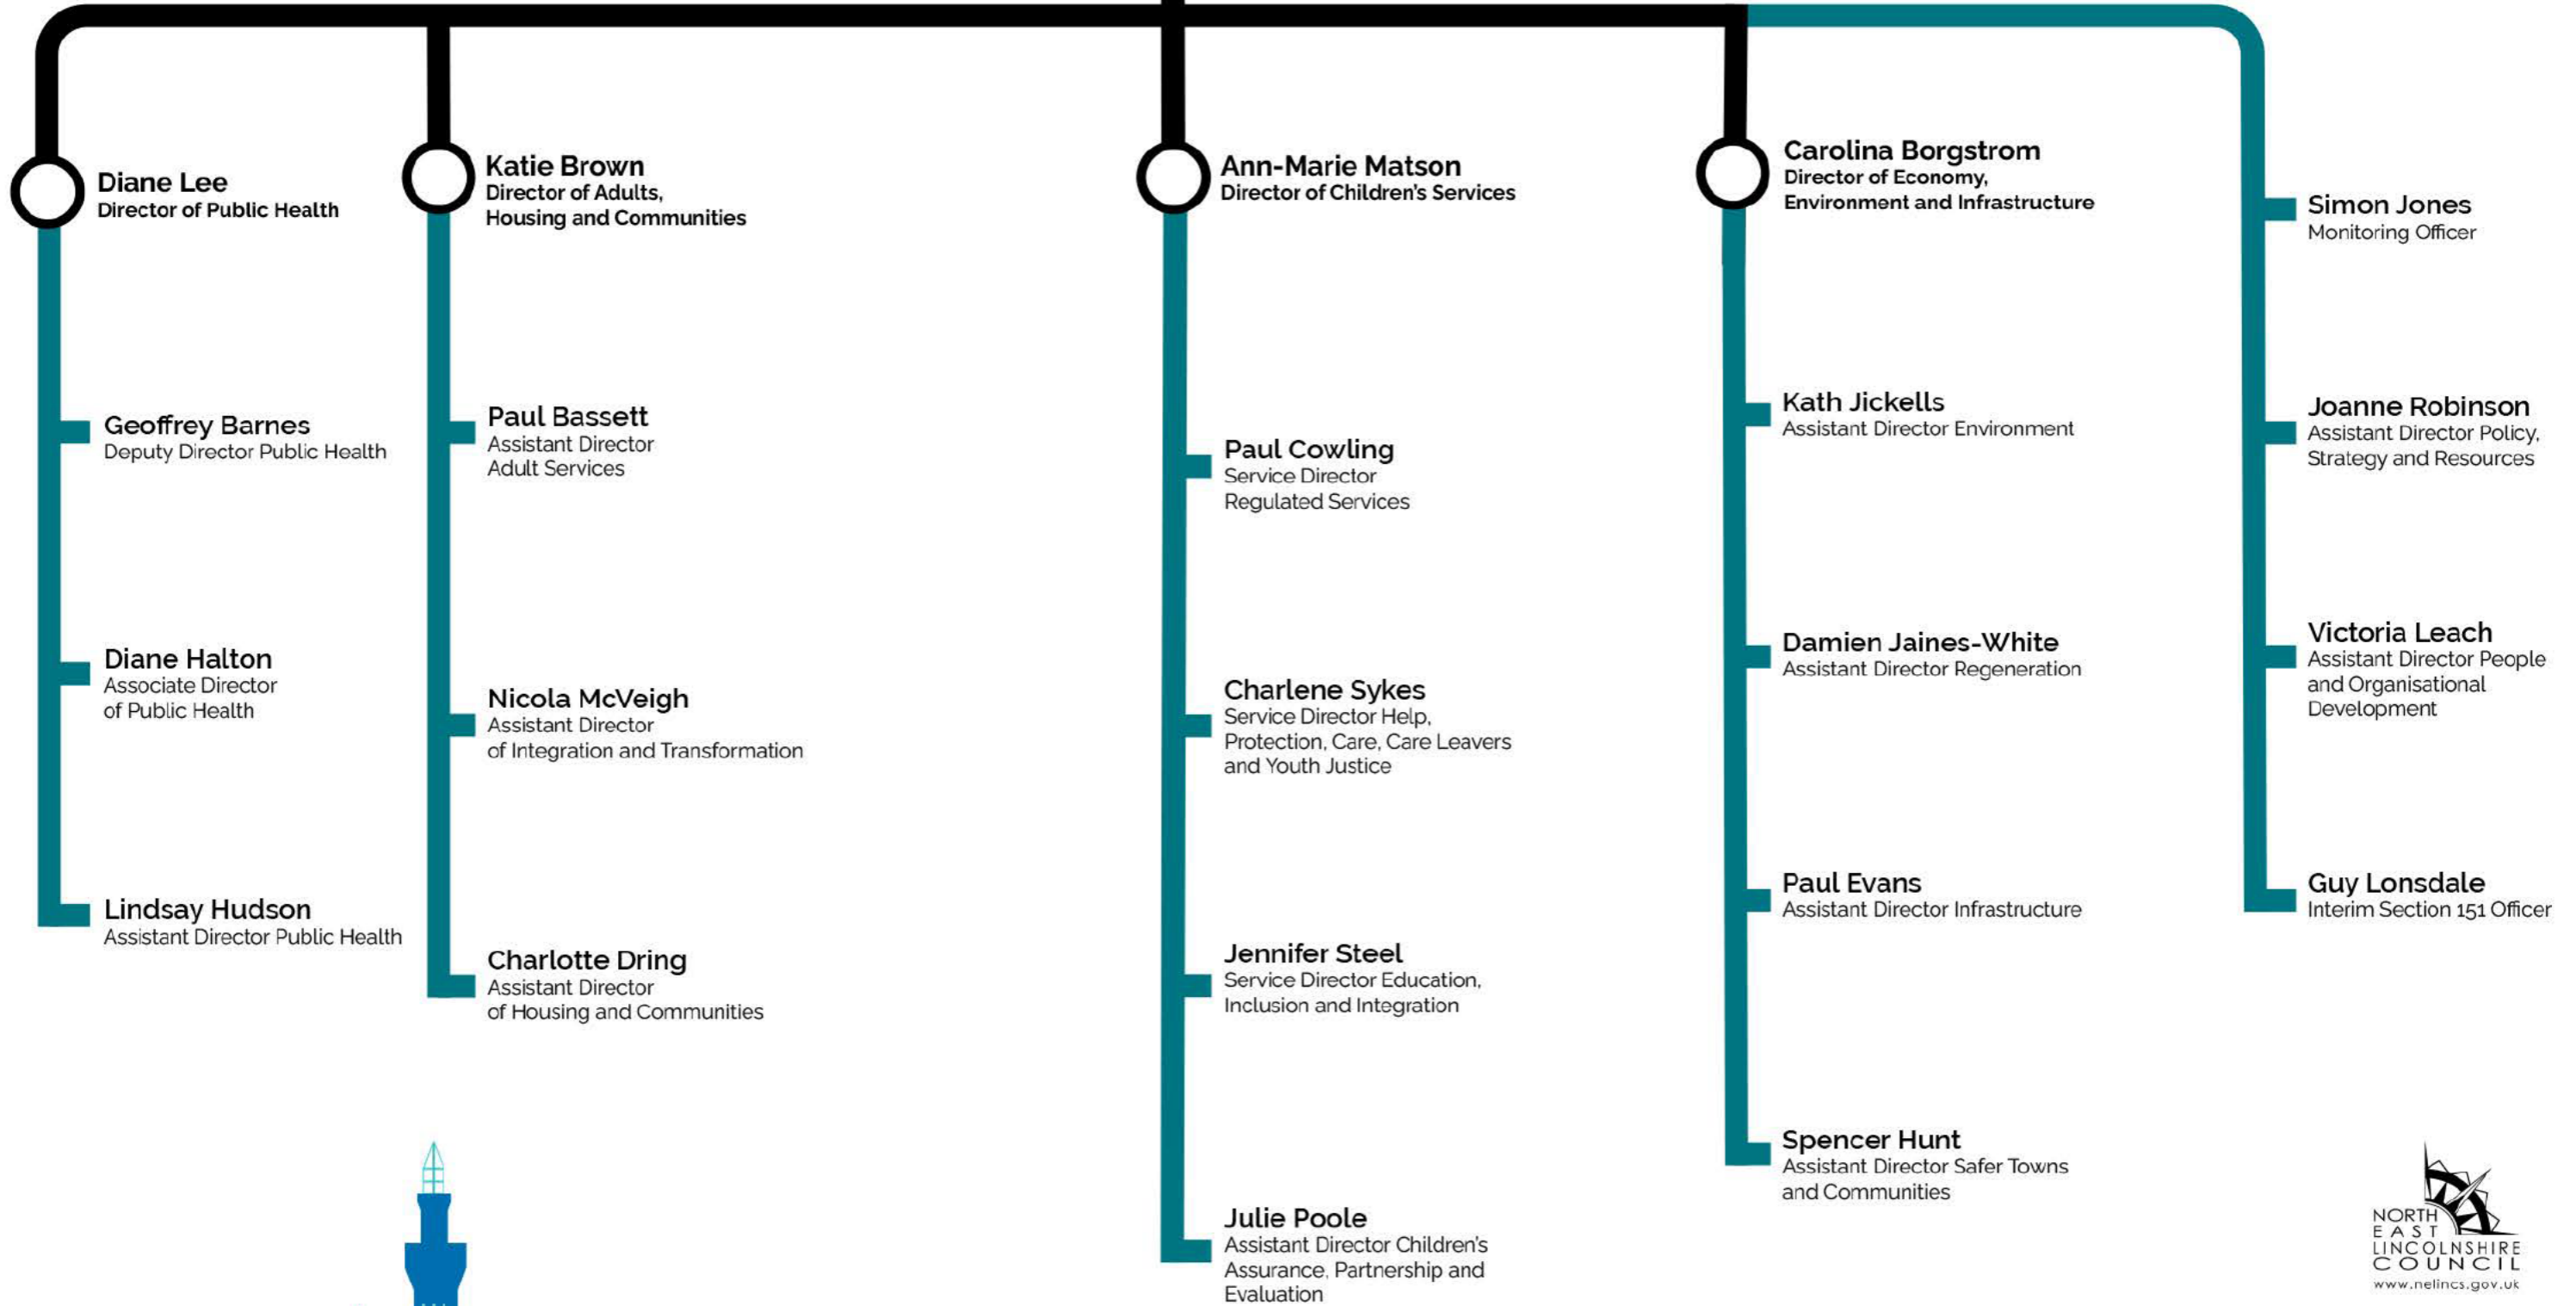 Diane Lee
Director of Public Health
Geoffrey Barnes
Deputy Director Public Health
Diane Halton
Associate Director
of Public Health
Lindsay Hudson
Assistant Director Public Health
Katie Brown
Director of Adults,
Housing and Communities
Paul Bassett
Assistant Director
Adult Services
Nicola McVeigh
Assistant Director
of Integration and Transformation
Charlotte Dring
Assistant Director
of Housing and Communities
Ann-Marie Matson
Director of Children's Services
Paul Cowling
Service Director
Regulated Services
Charlene Sykes
Service Director Help,
Protection, Care, Care Leavers
and Youth Justice
Jennifer Steel
Service Director Education,
Inclusion and Integration
Julie Poole
Assistant Director Children's
Assurance, Partnership and
Evaluation
Carolina Borgstrom
Director of Economy,
Environment and Infrastructure
Kath Jickells
Assistant Director Environment
Damien Jaines-White
Assistant Director Regeneration
Paul Evans
Assistant Director Infrastructure
Spencer Hunt
Assistant Director Safer Towns
and Communities
Simon Jones
Monitoring Officer
Joanne Robinson
Assistant Director Policy,
Strategy and Resources
Victoria Leach
Assistant Director People
and Organisational
Development
Guy Lonsdale
Interim Section 151 Officer
NORTH
EAST
LINCOLNSHIRE
COUNCIL
www.nelincs.gov.uk